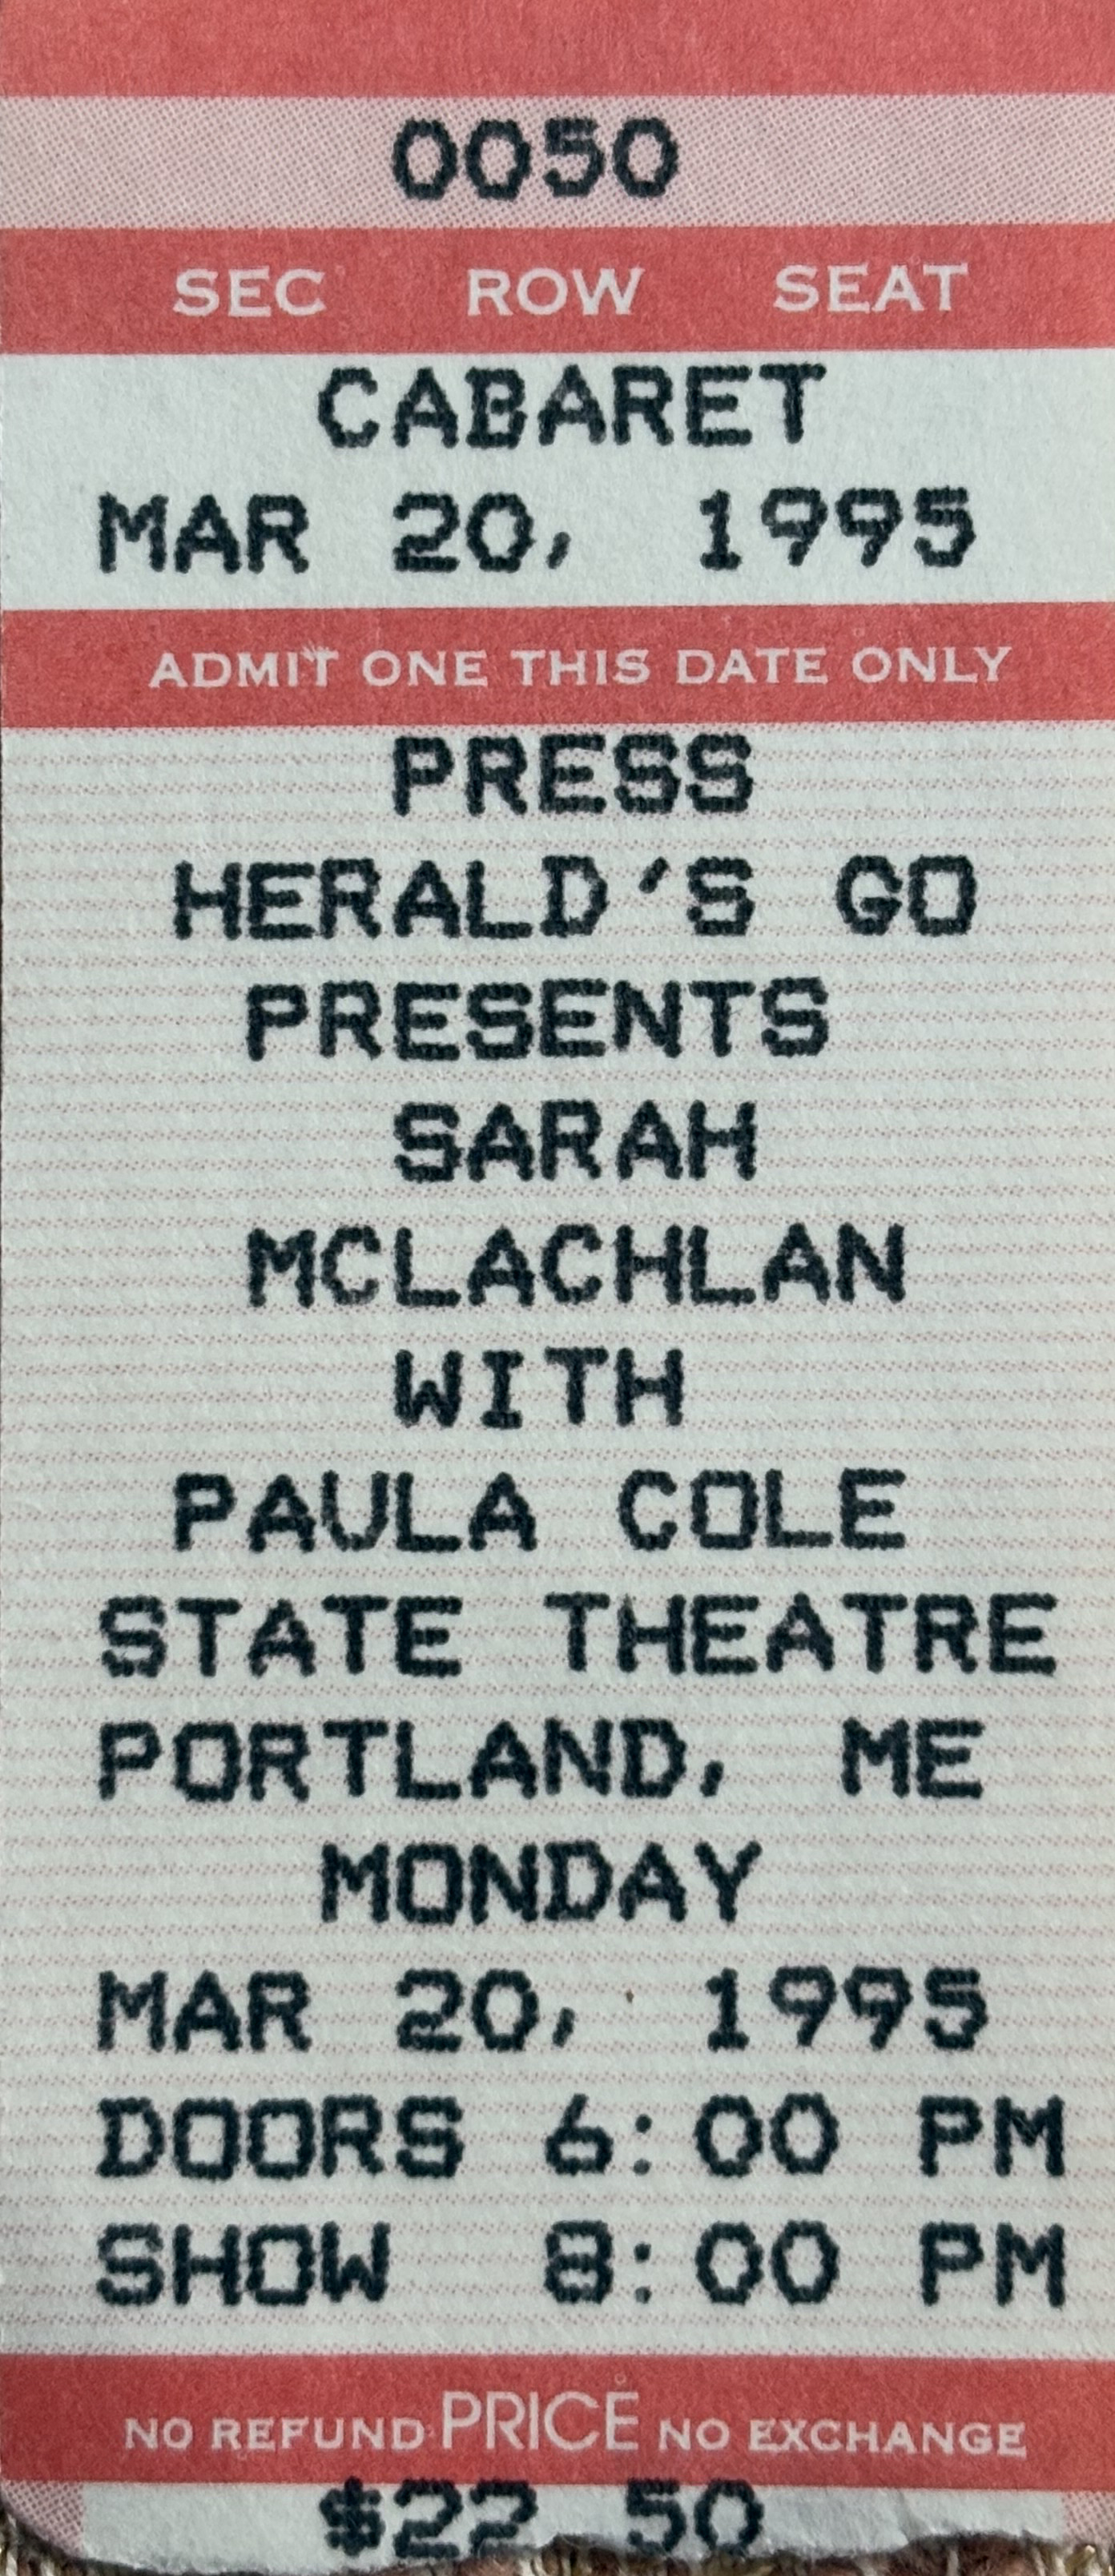 0050
SEC ROW SEAT
CABARET
MAR 20, 1995
ADMIT ONE THIS DATE ONLY
PRESS
HERALD'S GO
PRESENTS
SARAH
MCLACHLAN
WITH
PAULA COLE
STATE THEATRE
PORTLAND, ME
MONDAY
MAR 20, 1995
DOORS 6:00 PM
SHOW 8:00 PM
NO REFUND PRICE NO EXCHANGE
$22 50